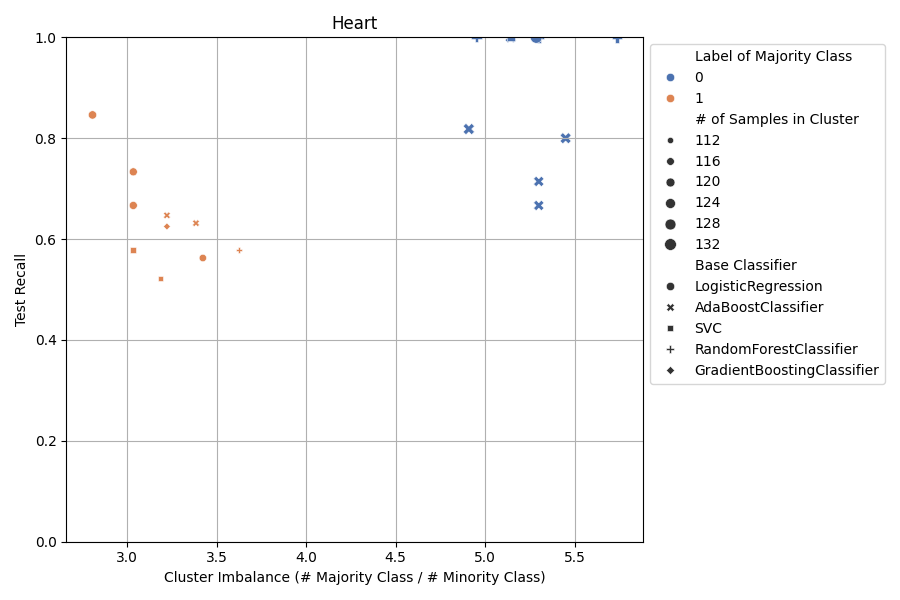 Heart
Label of Majority Class
0
1
# of Samples in Cluster
112
116
120
124
128
132
Base Classifier
LogisticRegression
AdaBoostClassifier
SVC
RandomForestClassifier
GradientBoostingClassifier
Test Recall
1.0
0.8
0.6
0.4
0.2
0.0
3.0 3.5 4.0 4.5 5.0 5.5
Cluster Imbalance (# Majority Class / # Minority Class)